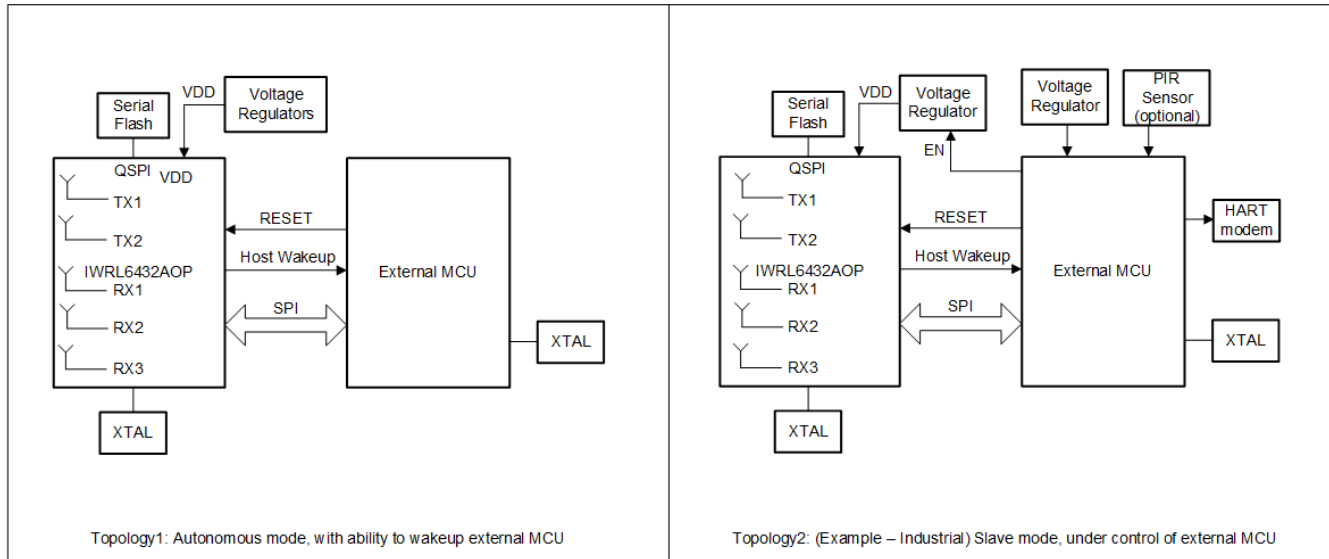 VDD
Voltage
Regulators
Serial
Flash
QSPI
VDD
TX1
TX2
IWRL6432AOP
RX1
RX2
RX3
RESET
Host Wakeup
SPI
External MCU
XTAL
XTAL
Topology1: Autonomous mode, with ability to wakeup external MCU
VDD
Voltage
Regulator
Voltage
Regulator
PIR
Sensor
(optional)
Serial
Flash
EN
QSPI
TX1
TX2
IWRL6432AOP
RX1
RX2
RX3
RESET
Host Wakeup
SPI
External MCU
HART
modem
XTAL
XTAL
Topology2: (Example – Industrial) Slave mode, under control of external MCU